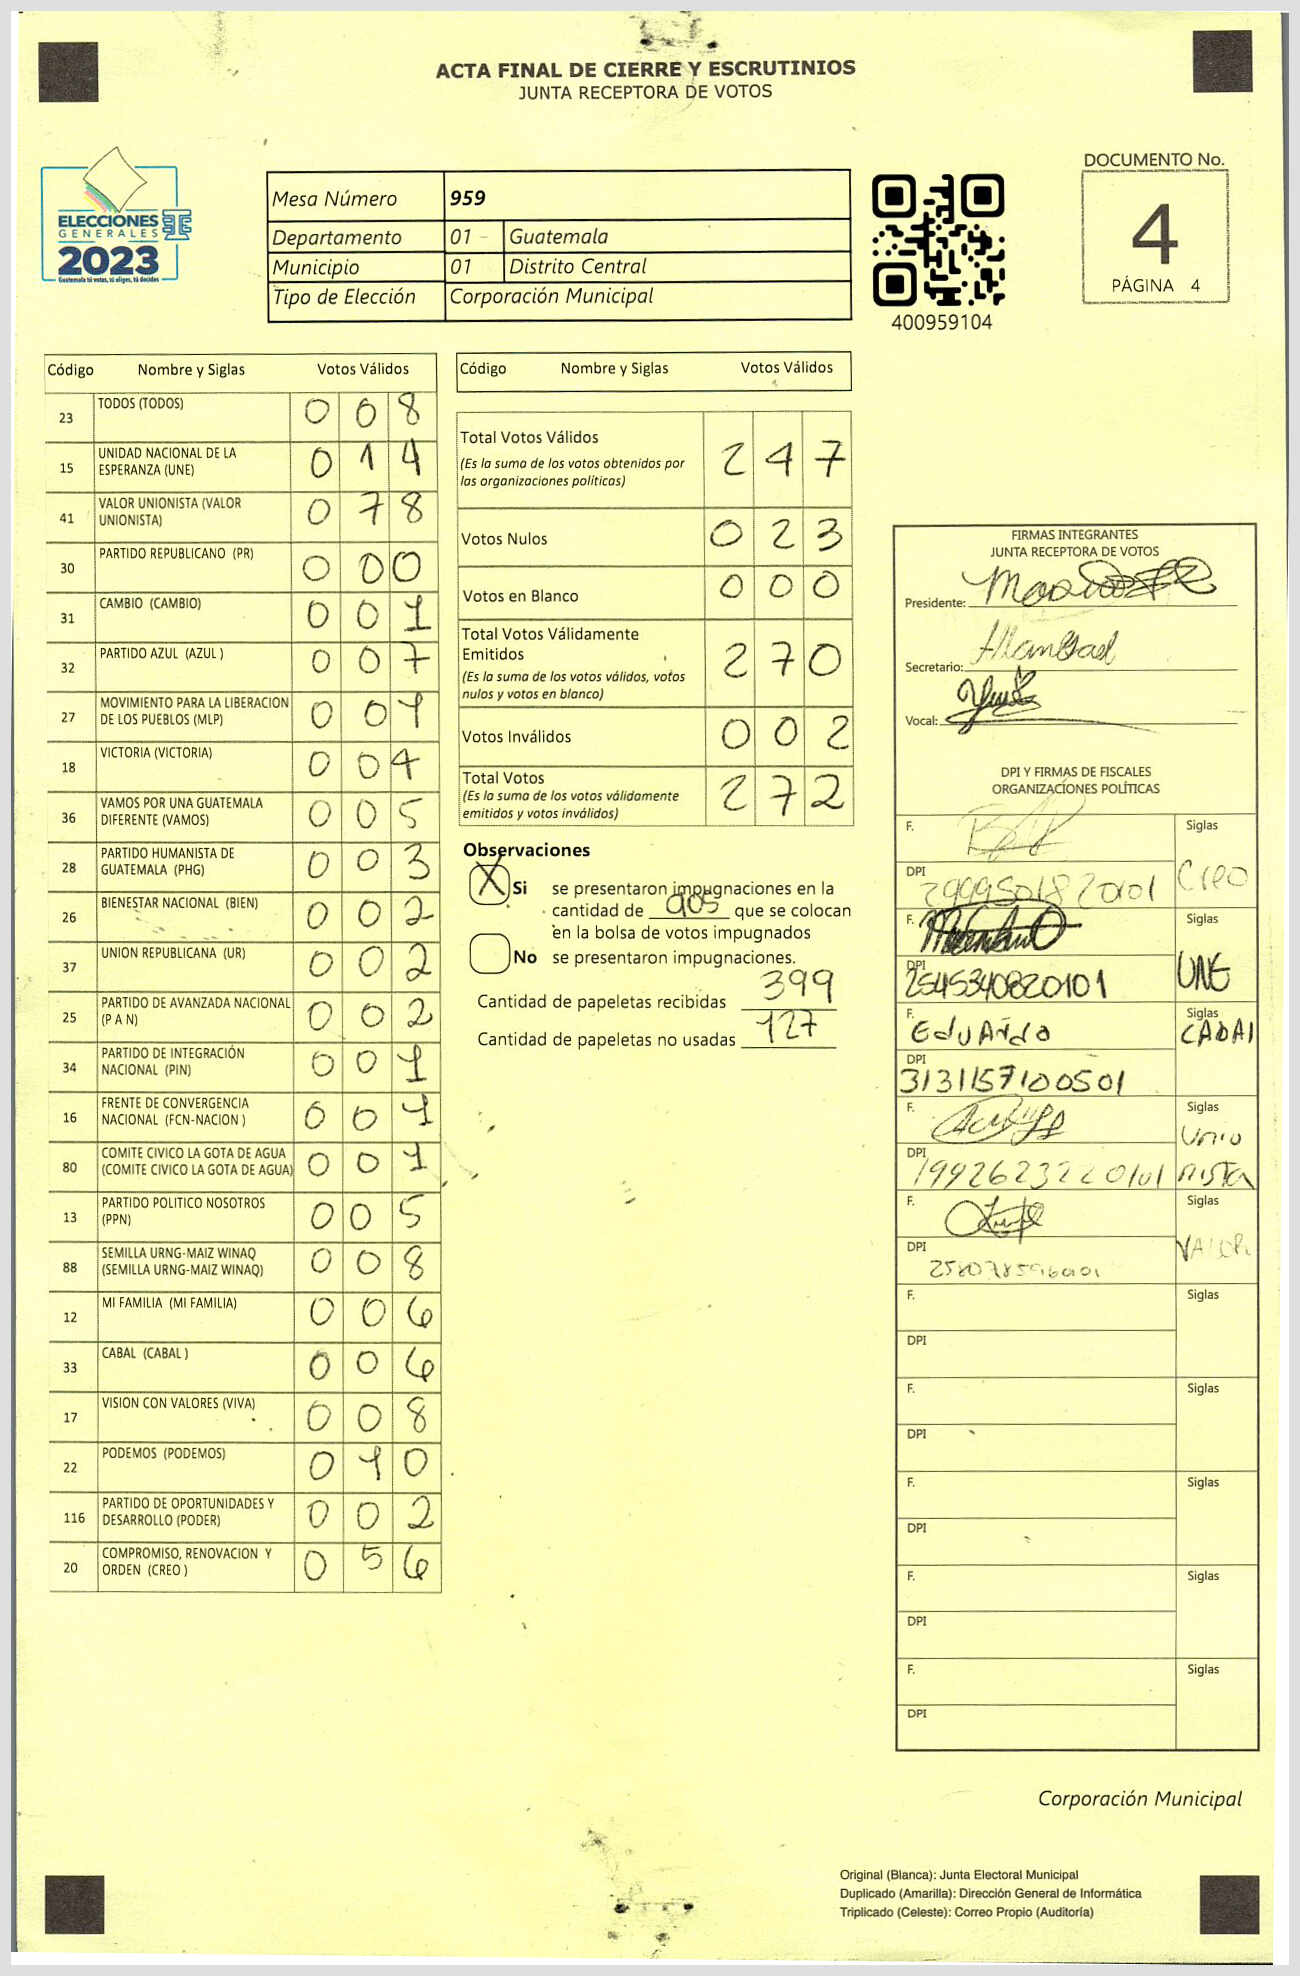 ACTA FINAL DE CIERRE Y ESCRUTINIOS
JUNTA RECEPTORA DE VOTOS
ELECCIONES
GENERALES
2023
Guatemala tú votas, tú eliges, tú decides
Mesa Número 959
Departamento 01 Guatemala
Municipio 01 Distrito Central
Tipo de Elección Corporación Municipal
400959104
DOCUMENTO No.
4
PÁGINA 4
Código Nombre y Siglas Votos Válidos
23 TODOS (TODOS) 0 0 8
15 UNIDAD NACIONAL DE LA ESPERANZA (UNE) 0 1 4
41 VALOR UNIONISTA (VALOR UNIONISTA) 0 7 8
30 PARTIDO REPUBLICANO (PR) 0 0 0
31 CAMBIO (CAMBIO) 0 0 1
32 PARTIDO AZUL (AZUL ) 0 0 7
27 MOVIMIENTO PARA LA LIBERACION DE LOS PUEBLOS (MLP) 0 0 1
18 VICTORIA (VICTORIA) 0 0 4
36 VAMOS POR UNA GUATEMALA DIFERENTE (VAMOS) 0 0 5
28 PARTIDO HUMANISTA DE GUATEMALA (PHG) 0 0 3
26 BIENESTAR NACIONAL (BIEN) 0 0 2
37 UNION REPUBLICANA (UR) 0 0 2
25 PARTIDO DE AVANZADA NACIONAL (P A N) 0 0 2
34 PARTIDO DE INTEGRACIÓN NACIONAL (PIN) 0 0 1
16 FRENTE DE CONVERGENCIA NACIONAL (FCN-NACION ) 0 0 1
80 COMITE CIVICO LA GOTA DE AGUA (COMITE CIVICO LA GOTA DE AGUA) 0 0 1
13 PARTIDO POLITICO NOSOTROS (PPN) 0 0 5
88 SEMILLA URNG-MAIZ WINAQ (SEMILLA URNG-MAIZ WINAQ) 0 0 8
12 MI FAMILIA (MI FAMILIA) 0 0 6
33 CABAL (CABAL ) 0 0 6
17 VISION CON VALORES (VIVA) 0 0 8
22 PODEMOS (PODEMOS) 0 1 0
116 PARTIDO DE OPORTUNIDADES Y DESARROLLO (PODER) 0 0 2
20 COMPROMISO, RENOVACION Y ORDEN (CREO ) 0 5 6
Código Nombre y Siglas Votos Válidos
Total Votos Válidos 2 4 7
(Es la suma de los votos obtenidos por
las organizaciones políticas)
Votos Nulos 0 2 3
Votos en Blanco 0 0 0
Total Votos Válidamente
Emitidos 2 7 0
(Es la suma de los votos válidos, votos
nulos y votos en blanco)
Votos Inválidos 0 0 2
Total Votos 2 7 2
(Es la suma de los votos válidamente
emitidos y votos inválidos)
Observaciones
X Si se presentaron impugnaciones en la
cantidad de 005 que se colocan
en la bolsa de votos impugnados
No se presentaron impugnaciones.
Cantidad de papeletas recibidas 399
Cantidad de papeletas no usadas 127
FIRMAS INTEGRANTES
JUNTA RECEPTORA DE VOTOS
Presidente:
Secretario:
Vocal:
DPI Y FIRMAS DE FISCALES
ORGANIZACIONES POLÍTICAS
F. Siglas
DPI Creo
2999501820101
F. Siglas
DPI UNE
2545340820101
F. Eduardo Siglas
DPI CABAL
3131157100501
F. Siglas
DPI Unionista
1992623220101
F. Siglas
DPI VALOR
F. Siglas
DPI
F. Siglas
DPI
F. Siglas
DPI
F. Siglas
DPI
F. Siglas
DPI
Corporación Municipal
Original (Blanca): Junta Electoral Municipal
Duplicado (Amarilla): Dirección General de Informática
Triplicado (Celeste): Correo Propio (Auditoría)